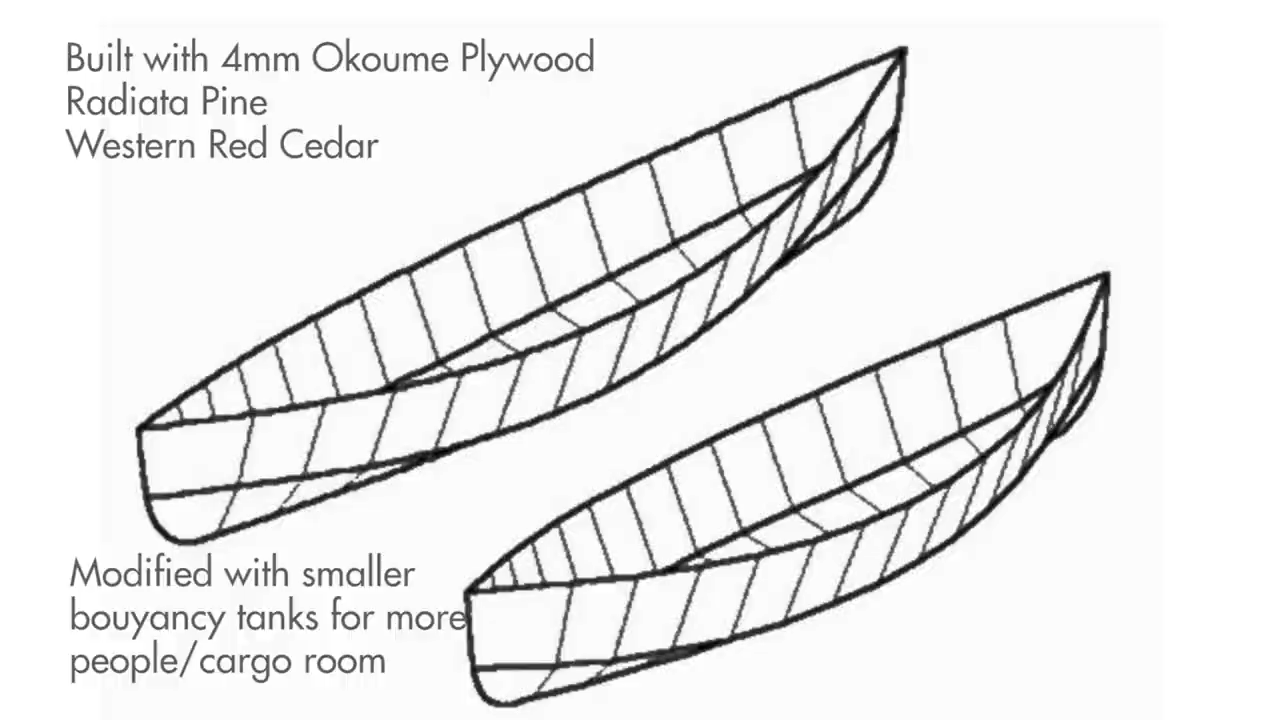 Built with 4mm Okoume Plywood
Radiata Pine
Western Red Cedar
Modified with smaller
bouyancy tanks for more
people/cargo room